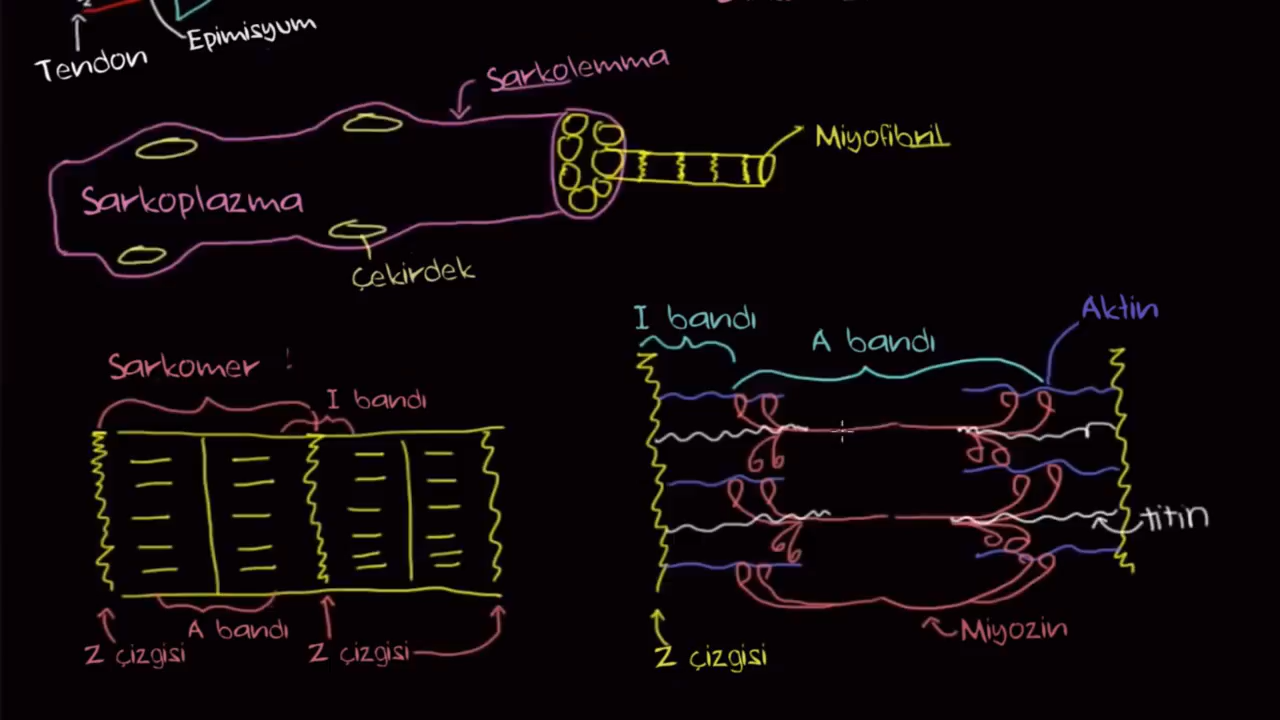 Tendon
Epimisyum
Sarkolemma
Miyofibril
Sarkoplazma
Çekirdek
Sarkomer !
I bandı
A bandı
Z çizgisi
Z çizgisi
I bandı
A bandı
Aktin
titin
Miyozin
Z çizgisi